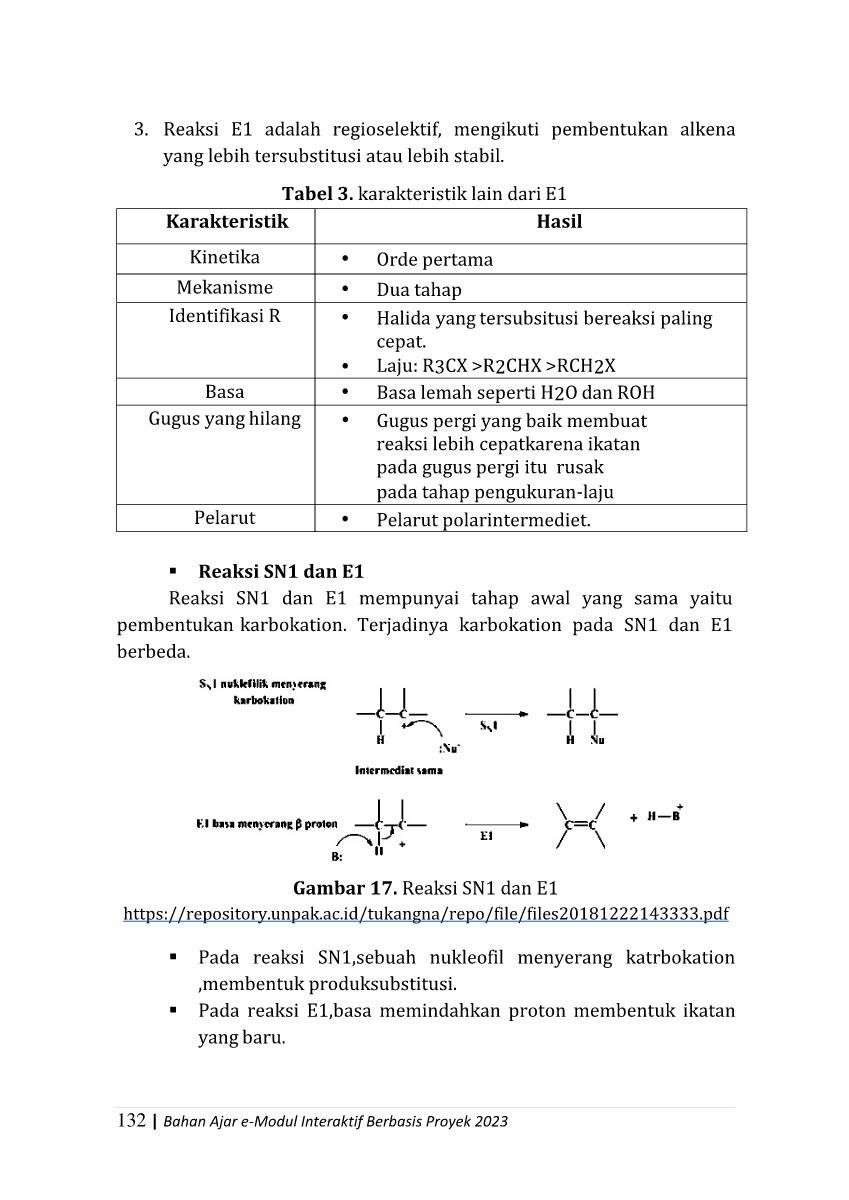 3. Reaksi E1 adalah regioselektif, mengikuti pembentukan alkena
yang lebih tersubstitusi atau lebih stabil.
Tabel 3. karakteristik lain dari E1
Karakteristik Hasil
Kinetika • Orde pertama
Mekanisme • Dua tahap
Identifikasi R • Halida yang tersubsitusi bereaksi paling
cepat.
• Laju: R3CX >R2CHX >RCH2X
Basa • Basa lemah seperti H2O dan ROH
Gugus yang hilang • Gugus pergi yang baik membuat
reaksi lebih cepatkarena ikatan
pada gugus pergi itu rusak
pada tahap pengukuran-laju
Pelarut • Pelarut polarintermediet.
▪ Reaksi SN1 dan E1
Reaksi SN1 dan E1 mempunyai tahap awal yang sama yaitu
pembentukan karbokation. Terjadinya karbokation pada SN1 dan E1
berbeda.
SN1 nuklefilik menyerang
karbokation
C C + H :Nu-
SN1
C C H Nu
Intermediat sama
E1 basa menyerang β proton
C C + H B:
E1
C=C + H—B+
Gambar 17. Reaksi SN1 dan E1
https://repository.unpak.ac.id/tukangna/repo/file/files20181222143333.pdf
▪ Pada reaksi SN1,sebuah nukleofil menyerang katrbokation
,membentuk produksubstitusi.
▪ Pada reaksi E1,basa memindahkan proton membentuk ikatan
yang baru.
132 | Bahan Ajar e-Modul Interaktif Berbasis Proyek 2023